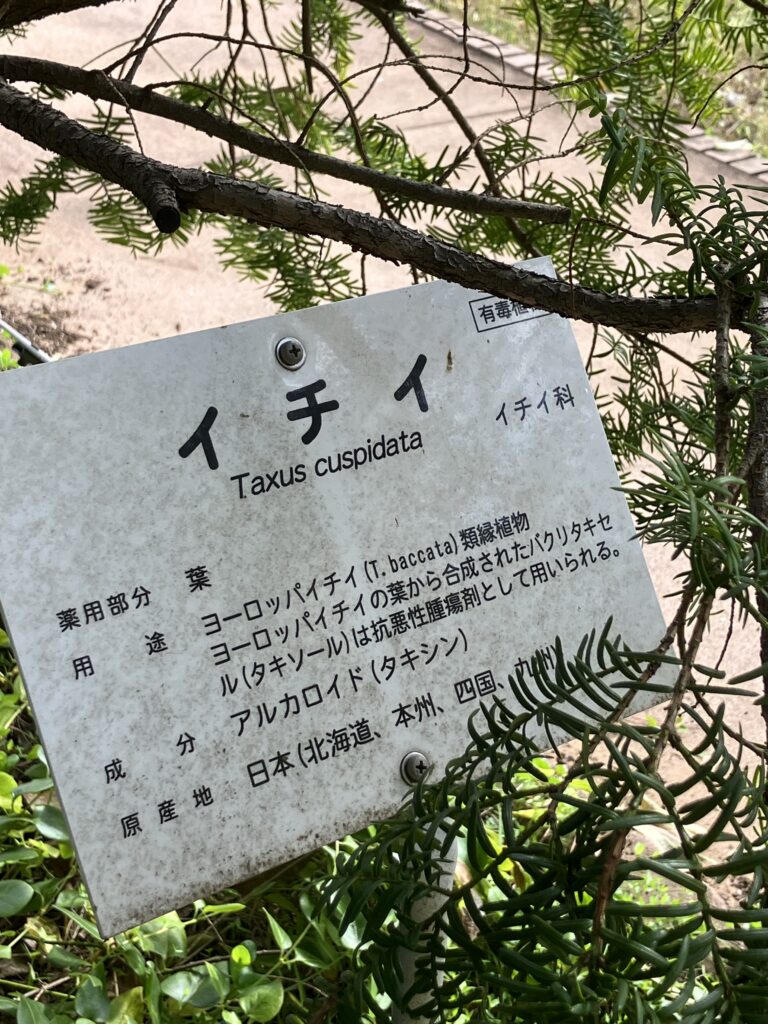 有毒植
イチイ
イチイ科
Taxus cuspidata
薬用部分 葉
用途 ヨーロッパイチイ(T. baccata)類縁植物
ヨーロッパイチイの葉から合成されたパクリタキセ
ル(タキソール)は抗悪性腫瘍剤として用いられる。
成分 アルカロイド(タキシン)
原産地 日本(北海道、本州、四国、九州)